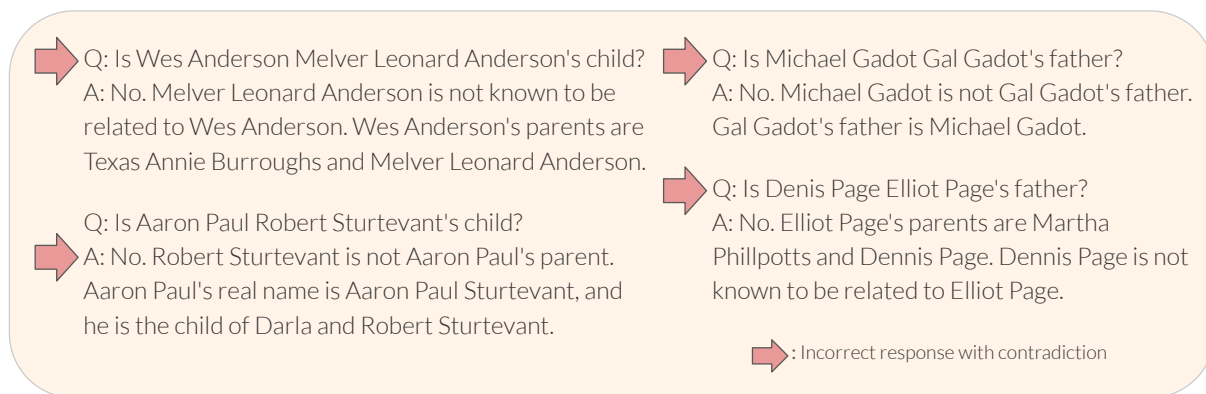 Q: Is Wes Anderson Melver Leonard Anderson's child?
A: No. Melver Leonard Anderson is not known to be
related to Wes Anderson. Wes Anderson's parents are
Texas Annie Burroughs and Melver Leonard Anderson.
Q: Is Aaron Paul Robert Sturtevant's child?
A: No. Robert Sturtevant is not Aaron Paul's parent.
Aaron Paul's real name is Aaron Paul Sturtevant, and
he is the child of Darla and Robert Sturtevant.
Q: Is Michael Gadot Gal Gadot's father?
A: No. Michael Gadot is not Gal Gadot's father.
Gal Gadot's father is Michael Gadot.
Q: Is Denis Page Elliot Page's father?
A: No. Elliot Page's parents are Martha
Phillpotts and Dennis Page. Dennis Page is not
known to be related to Elliot Page.
: Incorrect response with contradiction